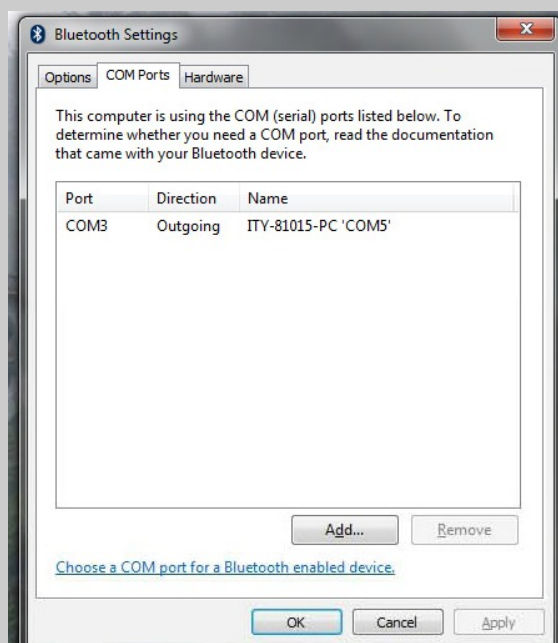 Bluetooth Settings
Options COM Ports Hardware
This computer is using the COM (serial) ports listed below. To
determine whether you need a COM port, read the documentation
that came with your Bluetooth device.
Port Direction Name
COM3 Outgoing ITY-81015-PC 'COM5'
Add... Remove
Choose a COM port for a Bluetooth enabled device.
OK Cancel Apply